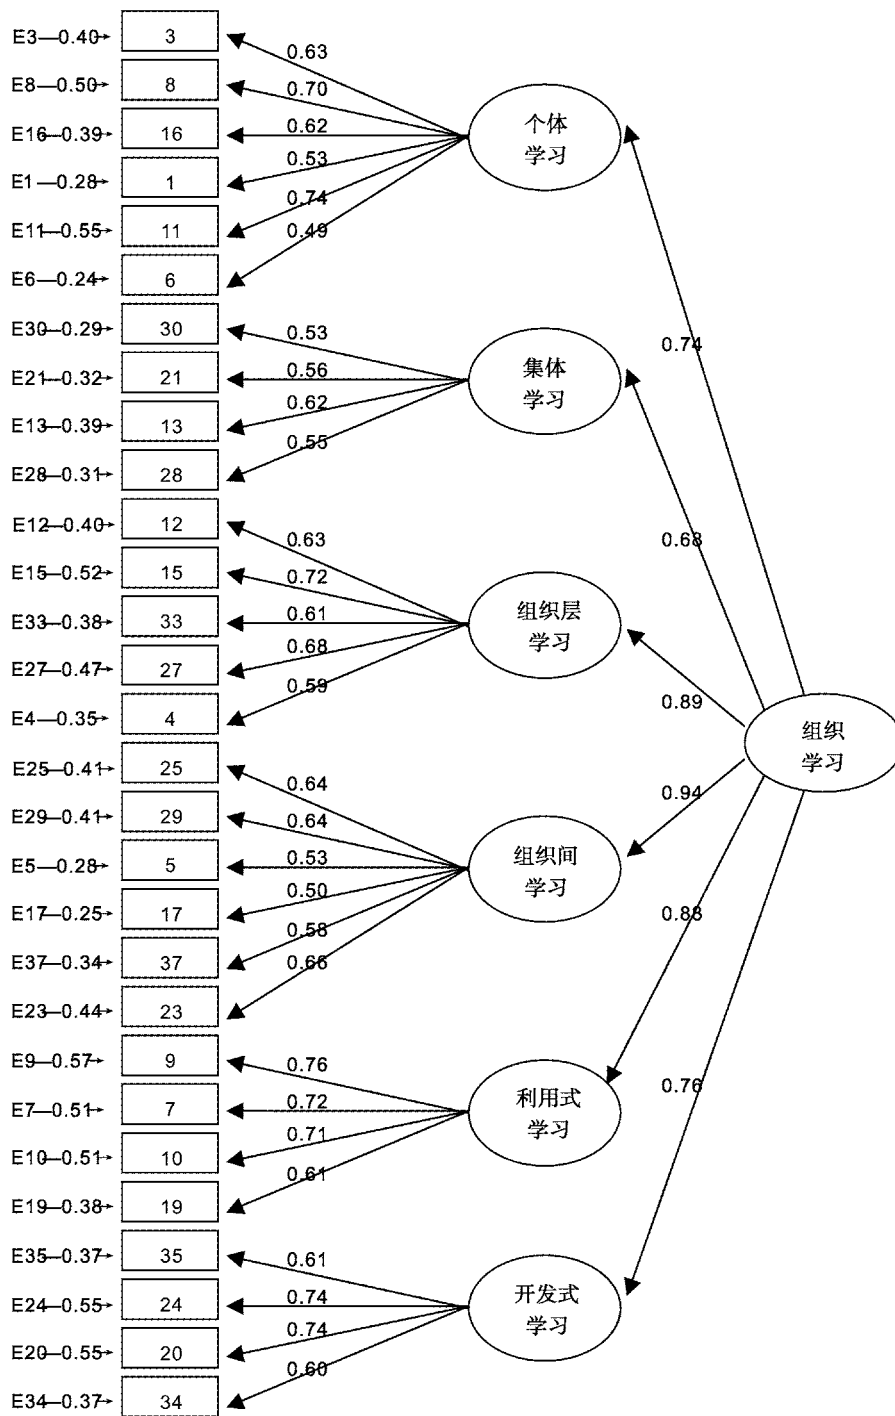 E3—0.40→ 3
0.63
E8—0.50→ 8
0.70
E16—0.39→ 16
0.62
E1—0.28→ 1
0.53
E11—0.55→ 11
0.74
E6—0.24→ 6
0.49
个体
学习
0.74
E30—0.29→ 30
0.53
E21—0.32→ 21
0.56
E13—0.39→ 13
0.62
E28—0.31→ 28
0.55
集体
学习
0.68
E12—0.40→ 12
0.63
E15—0.52→ 15
0.72
E33—0.38→ 33
0.61
E27—0.47→ 27
0.68
E4—0.35→ 4
0.59
组织层
学习
0.89
组织
学习
E25—0.41→ 25
0.64
E29—0.41→ 29
0.64
E5—0.28→ 5
0.53
E17—0.25→ 17
0.50
E37—0.34→ 37
0.58
E23—0.44→ 23
0.66
组织间
学习
0.94
E9—0.57→ 9
0.76
E7—0.51→ 7
0.72
E10—0.51→ 10
0.71
E19—0.38→ 19
0.61
利用式
学习
0.88
E35—0.37→ 35
0.61
E24—0.55→ 24
0.74
E20—0.55→ 20
0.74
E34—0.37→ 34
0.60
开发式
学习
0.76